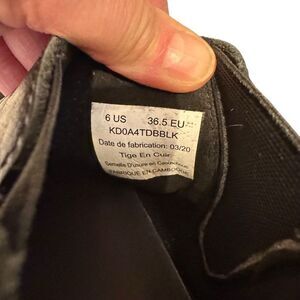 6 US 36.5 EU
KD0A4TDBBLK
Date de fabrication: 03/20
Tige En Cuir
Semelle D'usure en Caoutchouc
FABRIQUE EN CAMBODGE